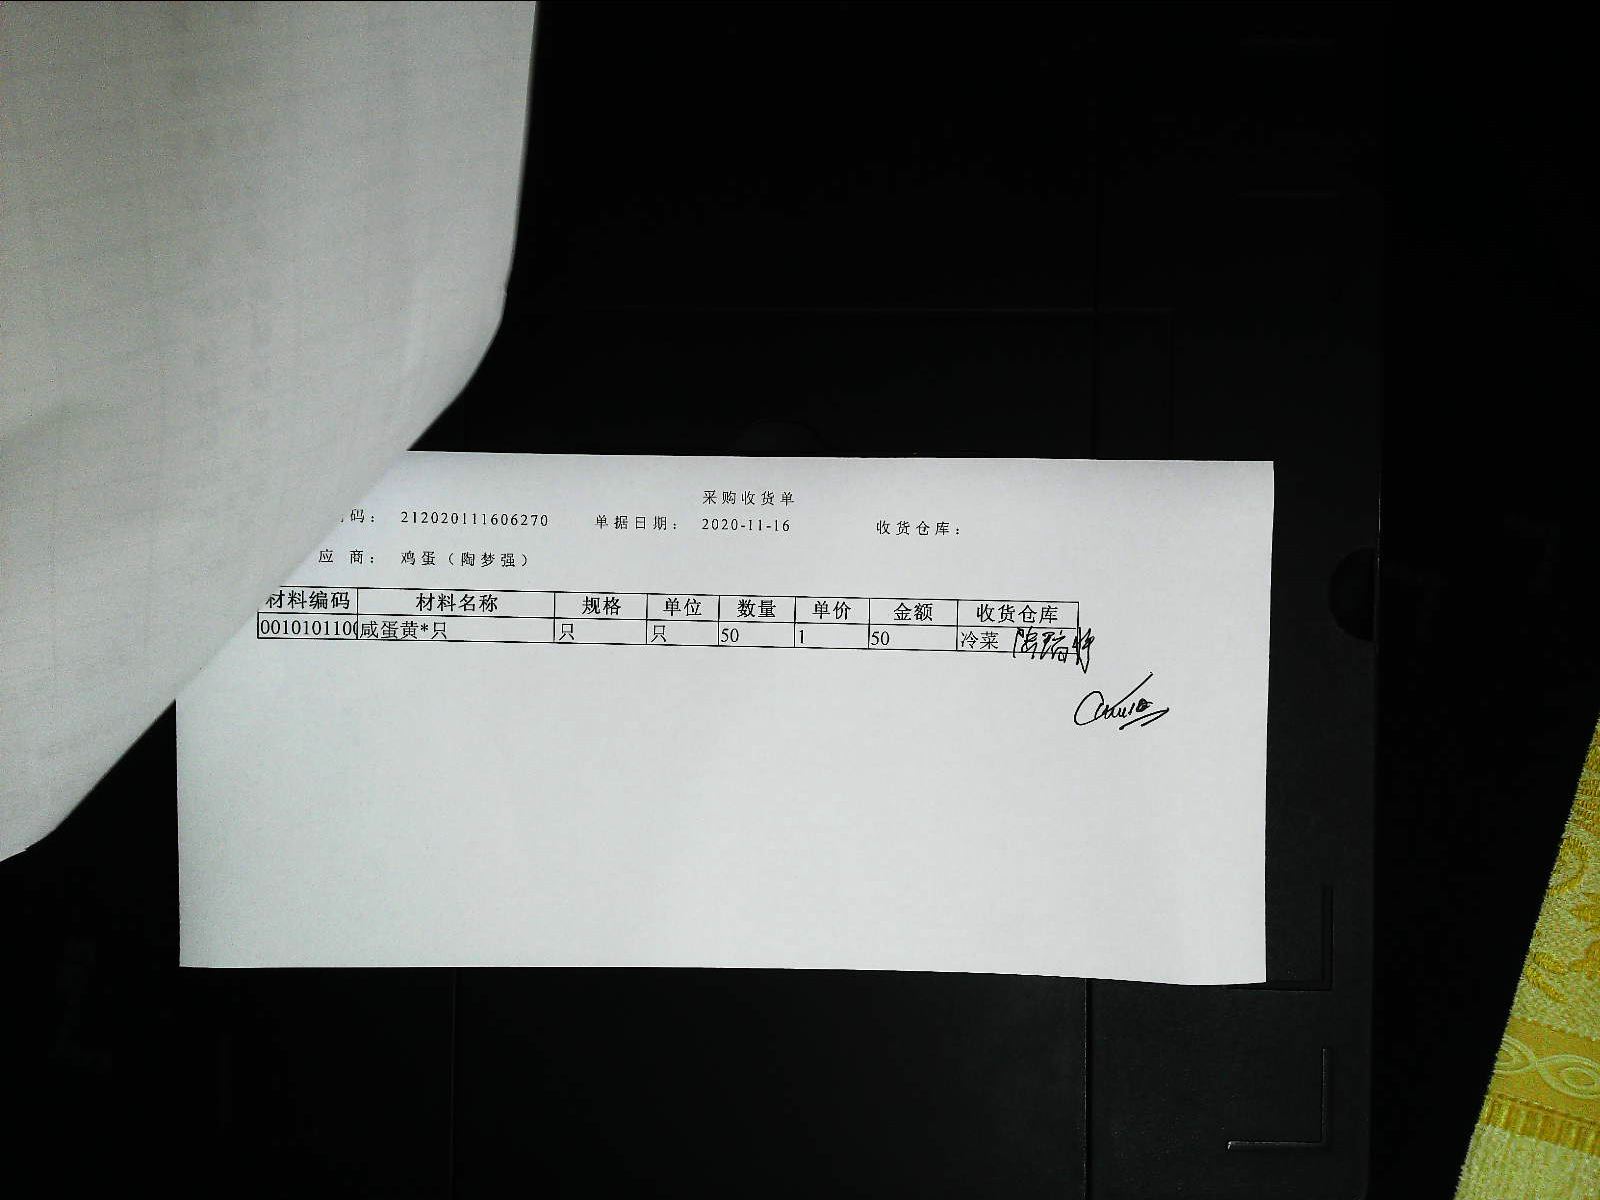 采购收货单
码： 212020111606270 单据日期： 2020-11-16 收货仓库：
应 商： 鸡蛋（陶梦强）
材料编码 材料名称 规格 单位 数量 单价 金额 收货仓库
0010101100 咸蛋黄*只 只 只 50 1 50 冷菜